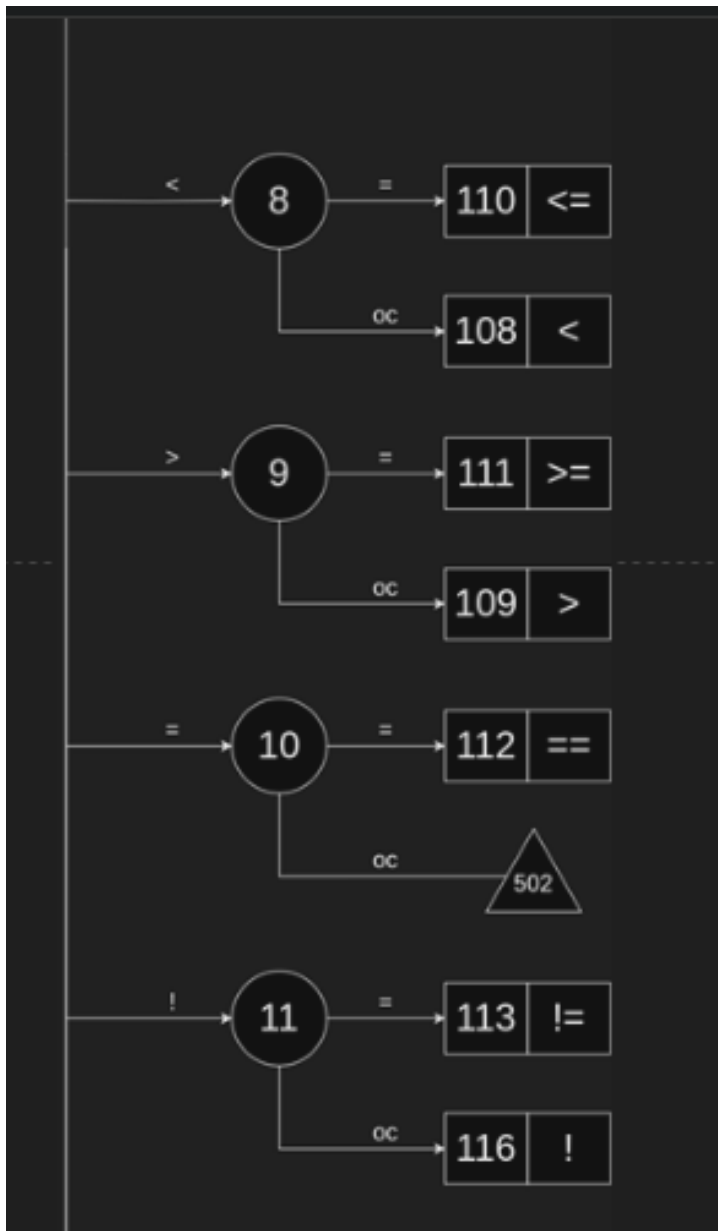 < 8 = 110 <=
oc 108 <
> 9 = 111 >=
oc 109 >
= 10 = 112 ==
oc 502
! 11 = 113 !=
oc 116 !